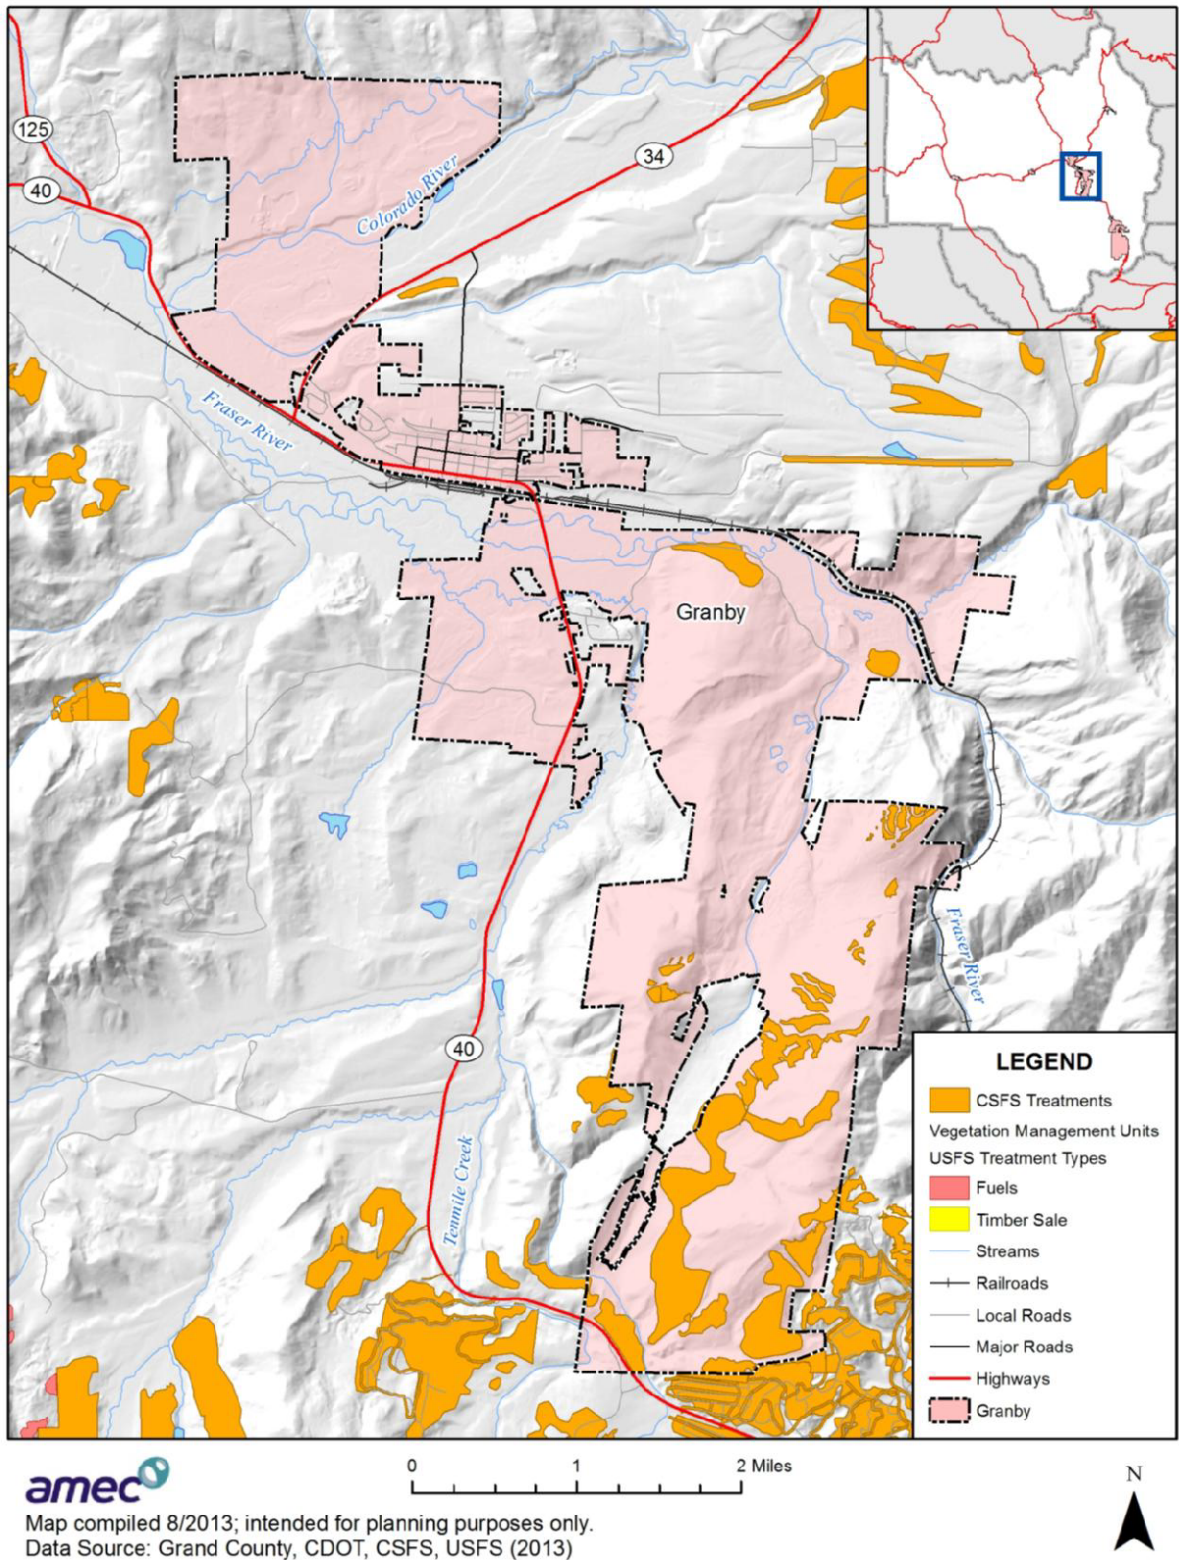 125
40
34
Colorado River
Fraser River
Granby
Fraser River
40
Tenmile Creek
LEGEND
CSFS Treatments
Vegetation Management Units
USFS Treatment Types
Fuels
Timber Sale
Streams
Railroads
Local Roads
Major Roads
Highways
Granby
amec
0 1 2 Miles
N
Map compiled 8/2013; intended for planning purposes only.
Data Source: Grand County, CDOT, CSFS, USFS (2013)